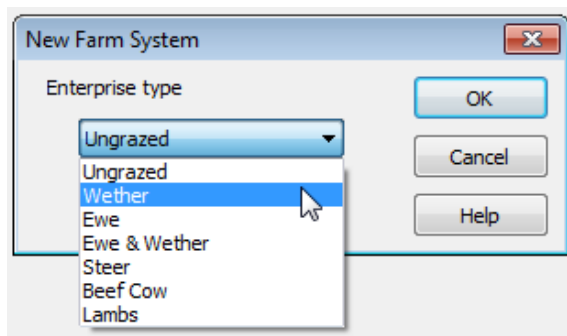 New Farm System
Enterprise type
OK
Ungrazed
Cancel
Ungrazed
Wether
Ewe
Help
Ewe & Wether
Steer
Beef Cow
Lambs